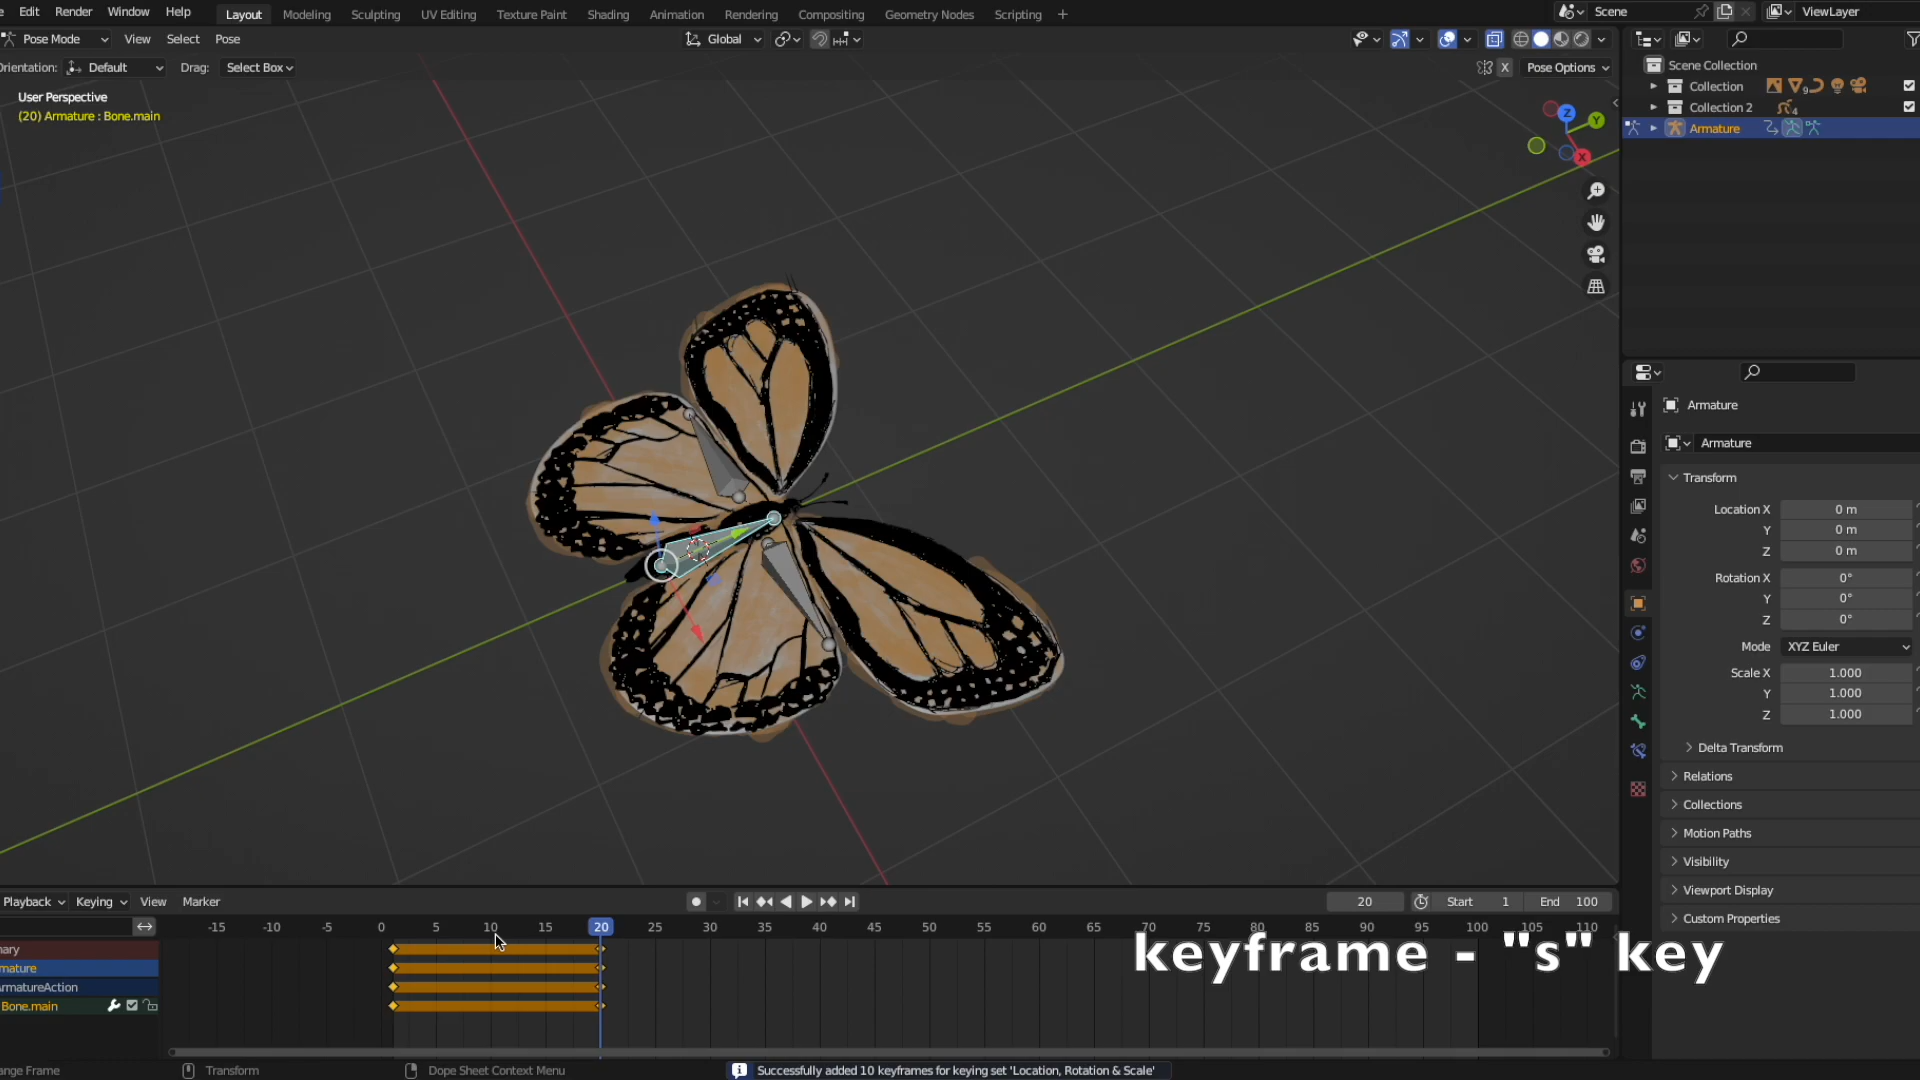 Edit Render Window Help Layout Modeling Sculpting UV Editing Texture Paint Shading Animation Rendering Compositing Geometry Nodes Scripting + Scene ViewLayer
Pose Mode View Select Pose Global
Orientation: Default Drag: Select Box X Pose Options
User Perspective
(20) Armature : Bone.main
Z
Y
X
Scene Collection
Collection 9
Collection 2 4
Armature
Armature
Armature
Transform
Location X 0 m
Y 0 m
Z 0 m
Rotation X 0°
Y 0°
Z 0°
Mode XYZ Euler
Scale X 1.000
Y 1.000
Z 1.000
Delta Transform
Relations
Collections
Motion Paths
Visibility
Viewport Display
Custom Properties
Playback Keying View Marker 20 Start 1 End 100
-15 -10 -5 0 5 10 15 20 25 30 35 40 45 50 55 60 65 70 75 80 85 90 95 100 105 110
mary
mature
ArmatureAction
Bone.main
keyframe - "s" key
ange Frame Transform Dope Sheet Context Menu Successfully added 10 keyframes for keying set 'Location, Rotation & Scale'